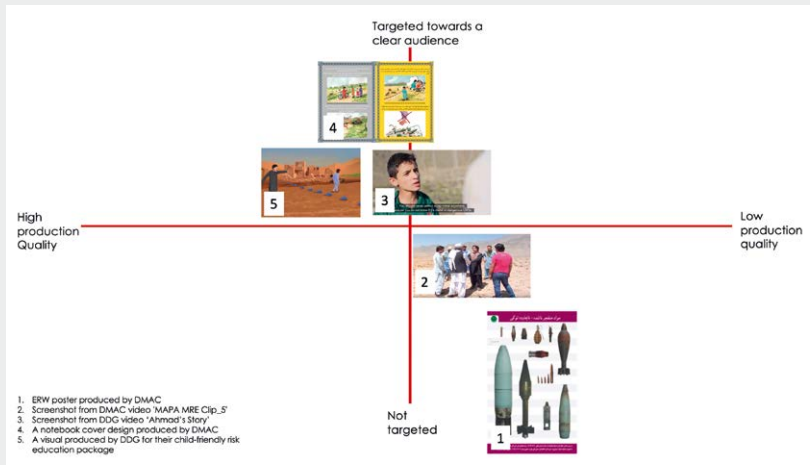 Targeted towards a
clear audience
4
5
3
High
production
Quality
Low
production
quality
2
1
Not
targeted
1. ERW poster produced by DMAC
2. Screenshot from DMAC video 'MAPA MRE Clip_5'
3. Screenshot from DDG video 'Ahmad's Story'
4. A notebook cover design produced by DMAC
5. A visual produced by DDG for their child-friendly risk
education package